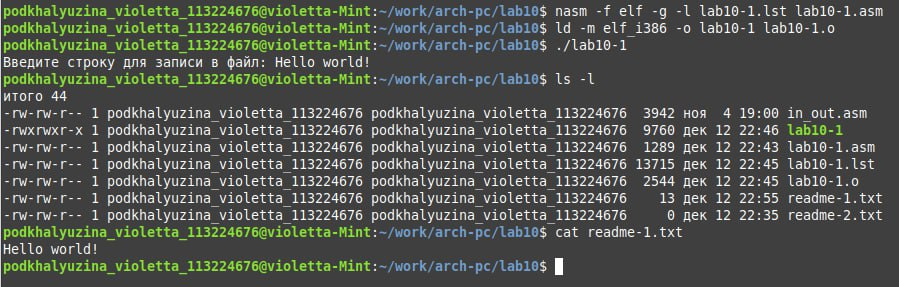 podkhalyuzina_violetta_113224676@violetta-Mint:~/work/arch-pc/lab10$ nasm -f elf -g -l lab10-1.lst lab10-1.asm
podkhalyuzina_violetta_113224676@violetta-Mint:~/work/arch-pc/lab10$ ld -m elf_i386 -o lab10-1 lab10-1.o
podkhalyuzina_violetta_113224676@violetta-Mint:~/work/arch-pc/lab10$ ./lab10-1
Введите строку для записи в файл: Hello world!
podkhalyuzina_violetta_113224676@violetta-Mint:~/work/arch-pc/lab10$ ls -l
итого 44
-rw-rw-r-- 1 podkhalyuzina_violetta_113224676 podkhalyuzina_violetta_113224676  3942 ноя  4 19:00 in_out.asm
-rwxrwxr-x 1 podkhalyuzina_violetta_113224676 podkhalyuzina_violetta_113224676  9760 дек 12 22:46 lab10-1
-rw-rw-r-- 1 podkhalyuzina_violetta_113224676 podkhalyuzina_violetta_113224676  1289 дек 12 22:43 lab10-1.asm
-rw-rw-r-- 1 podkhalyuzina_violetta_113224676 podkhalyuzina_violetta_113224676 13715 дек 12 22:45 lab10-1.lst
-rw-rw-r-- 1 podkhalyuzina_violetta_113224676 podkhalyuzina_violetta_113224676  2544 дек 12 22:45 lab10-1.o
-rw-rw-r-- 1 podkhalyuzina_violetta_113224676 podkhalyuzina_violetta_113224676    13 дек 12 22:55 readme-1.txt
-rw-rw-r-- 1 podkhalyuzina_violetta_113224676 podkhalyuzina_violetta_113224676     0 дек 12 22:35 readme-2.txt
podkhalyuzina_violetta_113224676@violetta-Mint:~/work/arch-pc/lab10$ cat readme-1.txt
Hello world!
podkhalyuzina_violetta_113224676@violetta-Mint:~/work/arch-pc/lab10$